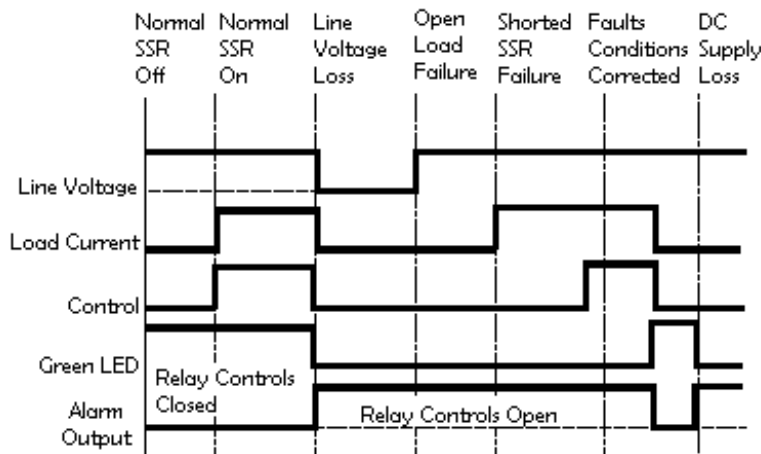 Normal
SSR
Off
Normal
SSR
On
Line
Voltage
Loss
Open
Load
Failure
Shorted
SSR
Failure
Faults
Conditions
Corrected
DC
Supply
Loss
Line Voltage
Load Current
Control
Green LED
Relay Controls
Closed
Alarm
Output
Relay Controls Open